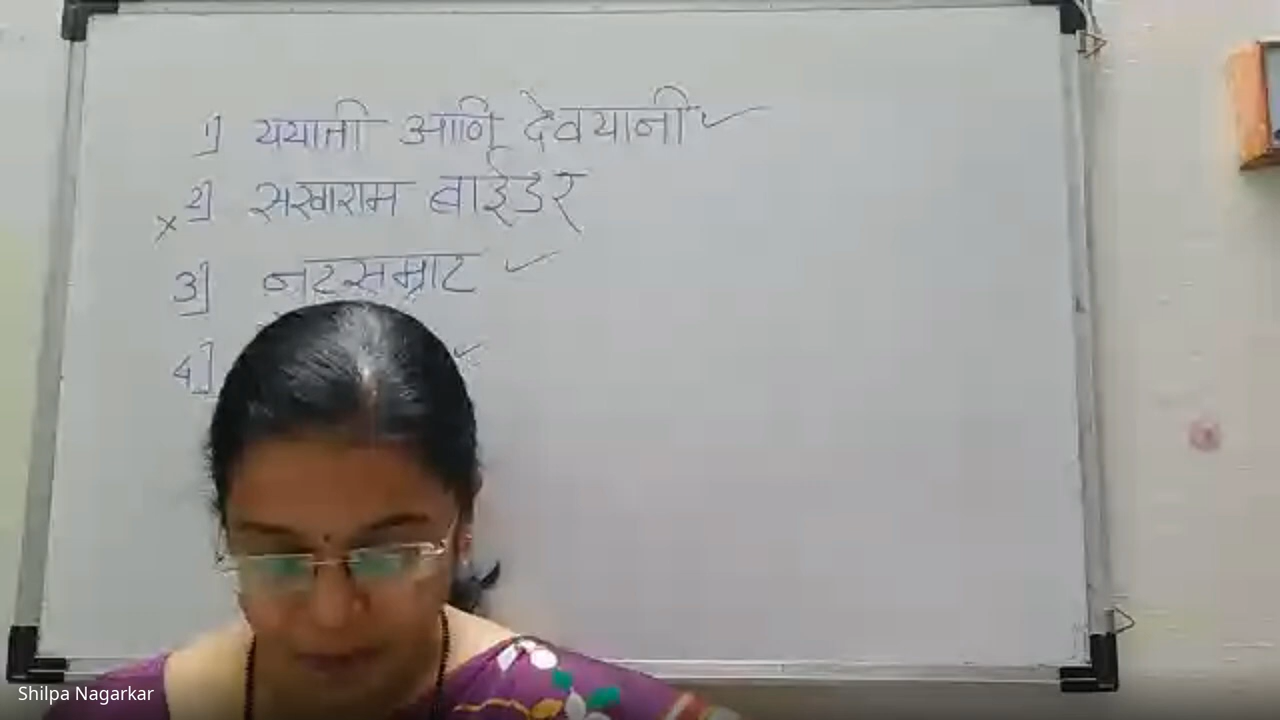 1] ययाती आणि देवयानी ✓
x 2] सखाराम बाईंडर
3] नटसम्राट ✓
4] ✓
Shilpa Nagarkar